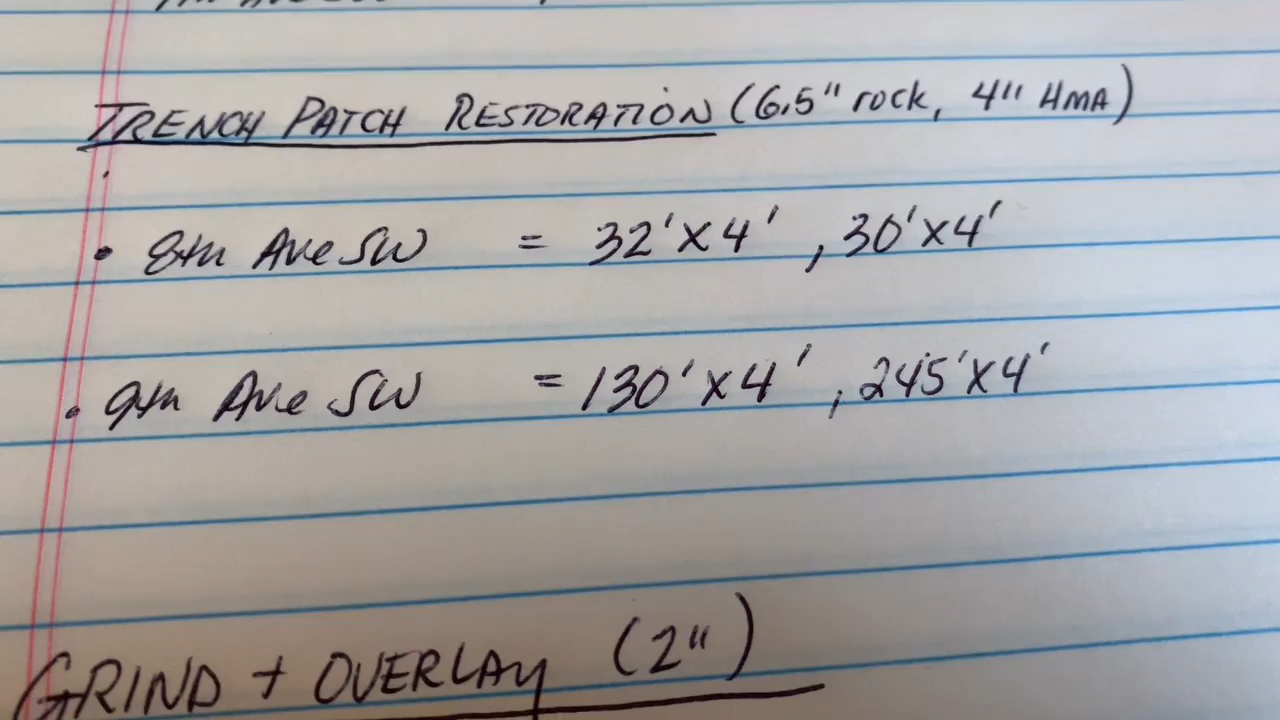 TRENCH PATCH RESTORATION (6.5" rock, 4" HMA)
• 8th Ave SW = 32'x4', 30'x4'
• 9th Ave SW = 130'x4', 245'x4'
GRIND + OVERLAY (2")